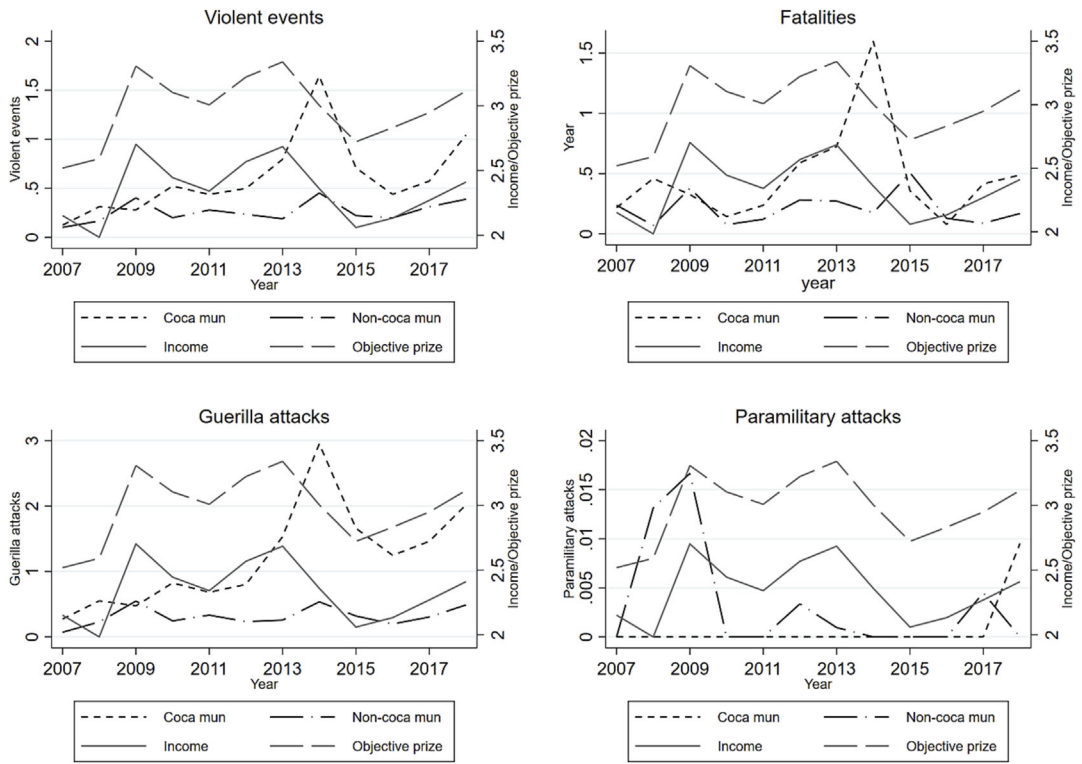 Violent events
Violent events
0 .5 1 1.5 2
2 2.5 3 3.5
Income/Objective prize
2007 2009 2011 2013 2015 2017
Year
Coca mun Non-coca mun
Income Objective prize
Fatalities
Year
0 .5 1 1.5
2 2.5 3 3.5
Income/Objective prize
2007 2009 2011 2013 2015 2017
year
Coca mun Non-coca mun
Income Objective prize
Guerilla attacks
Guerilla attacks
0 1 2 3
2 2.5 3 3.5
Income/Objective prize
2007 2009 2011 2013 2015 2017
Year
Coca mun Non-coca mun
Income Objective prize
Paramilitary attacks
Paramilitary attacks
0 .005 .01 .015 .02
2 2.5 3 3.5
Income/Objective prize
2007 2009 2011 2013 2015 2017
Year
Coca mun Non-coca mun
Income Objective prize